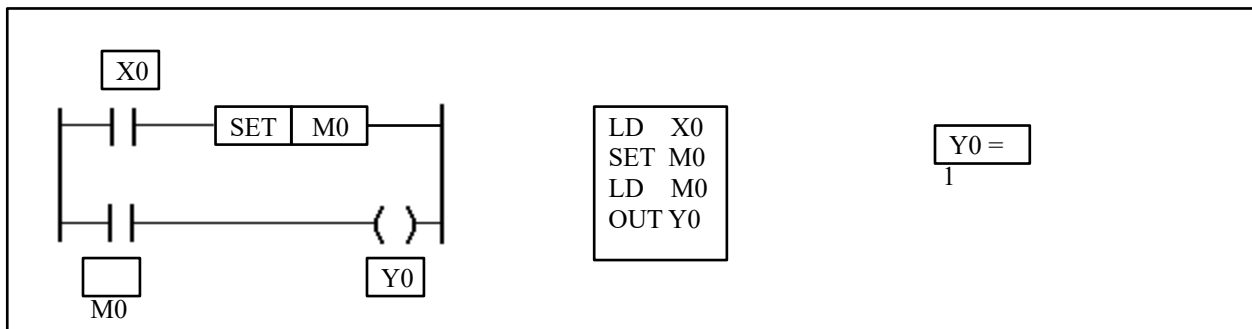 X0
SET M0
M0
Y0
LD X0
SET M0
LD M0
OUT Y0
Y0 =
1